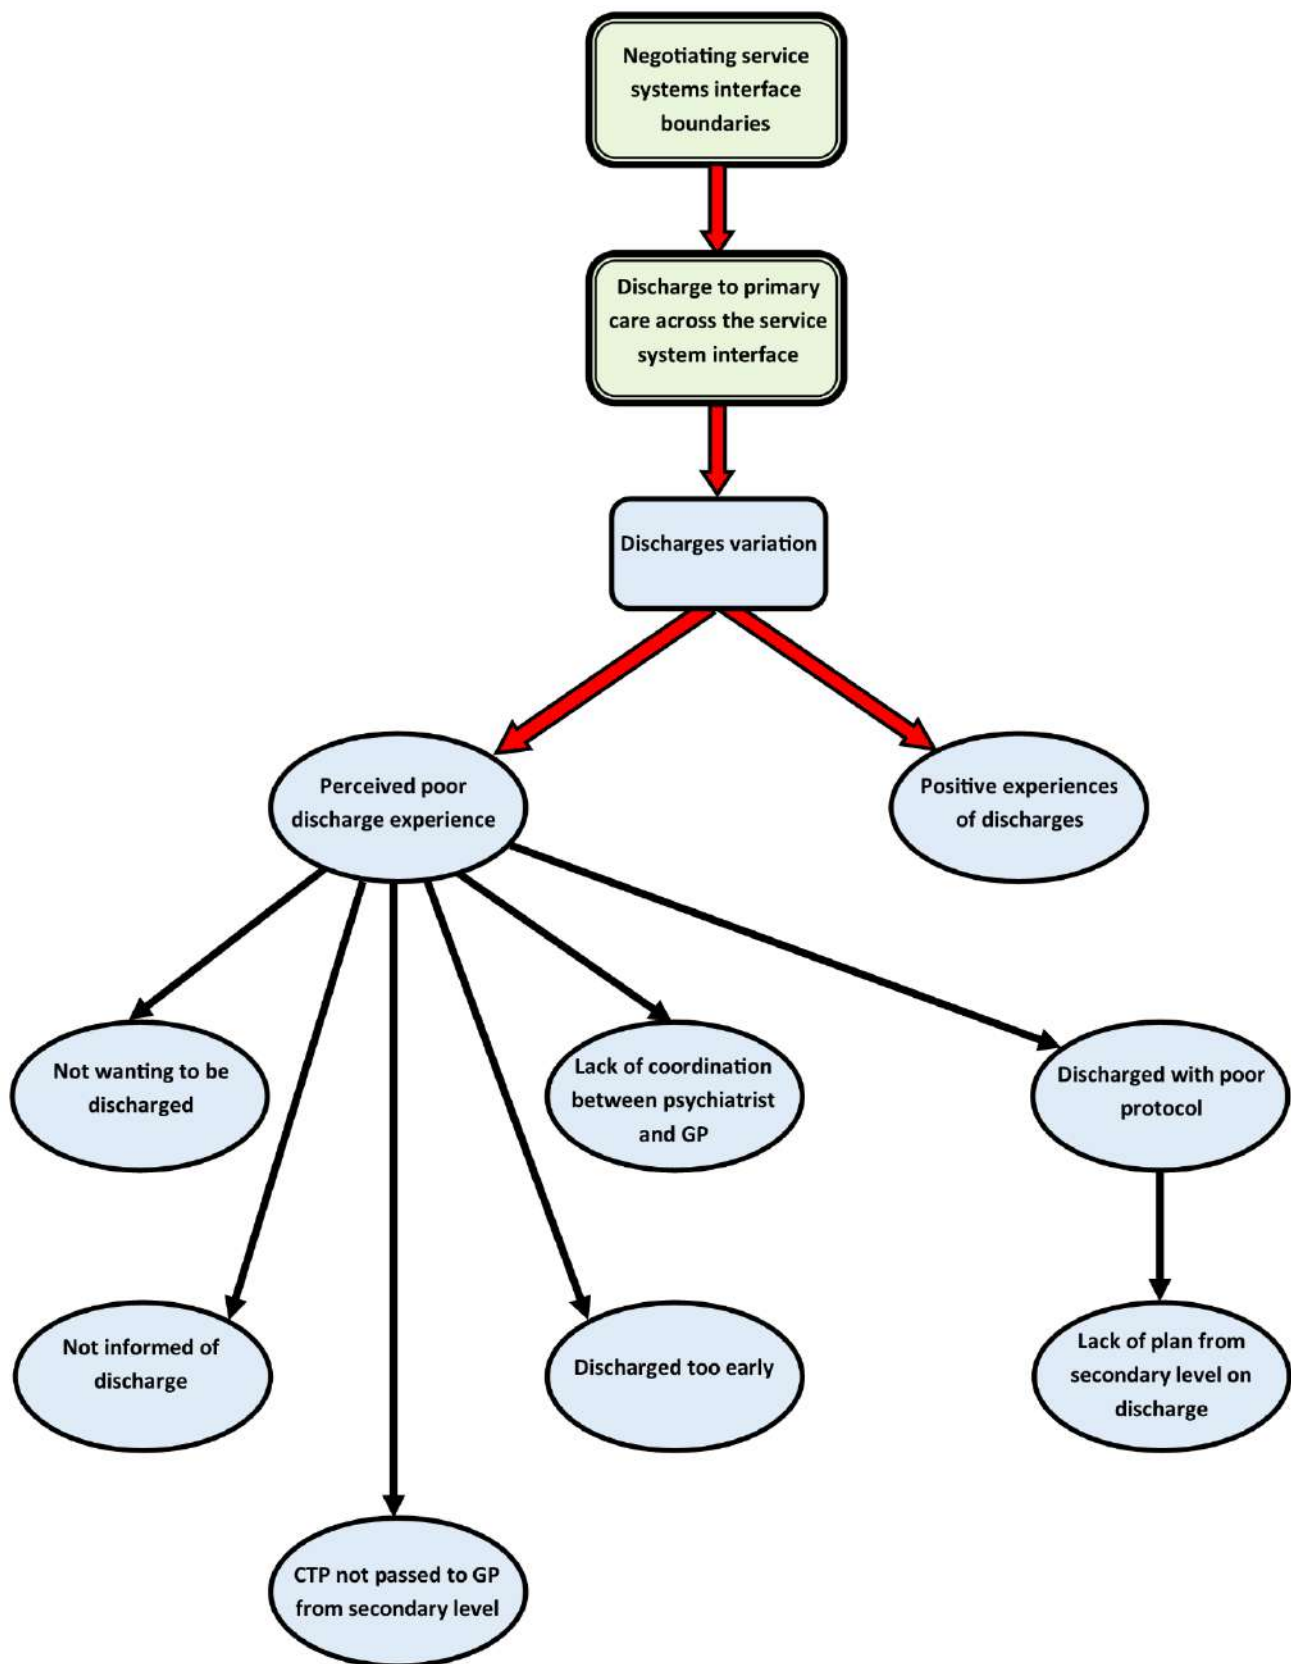 Negotiating service
systems interface
boundaries
Discharge to primary
care across the service
system interface
Discharges variation
Perceived poor
discharge experience
Positive experiences
of discharges
Not wanting to be
discharged
Lack of coordination
between psychiatrist
and GP
Discharged with poor
protocol
Not informed of
discharge
Discharged too early
Lack of plan from
secondary level on
discharge
CTP not passed to GP
from secondary level